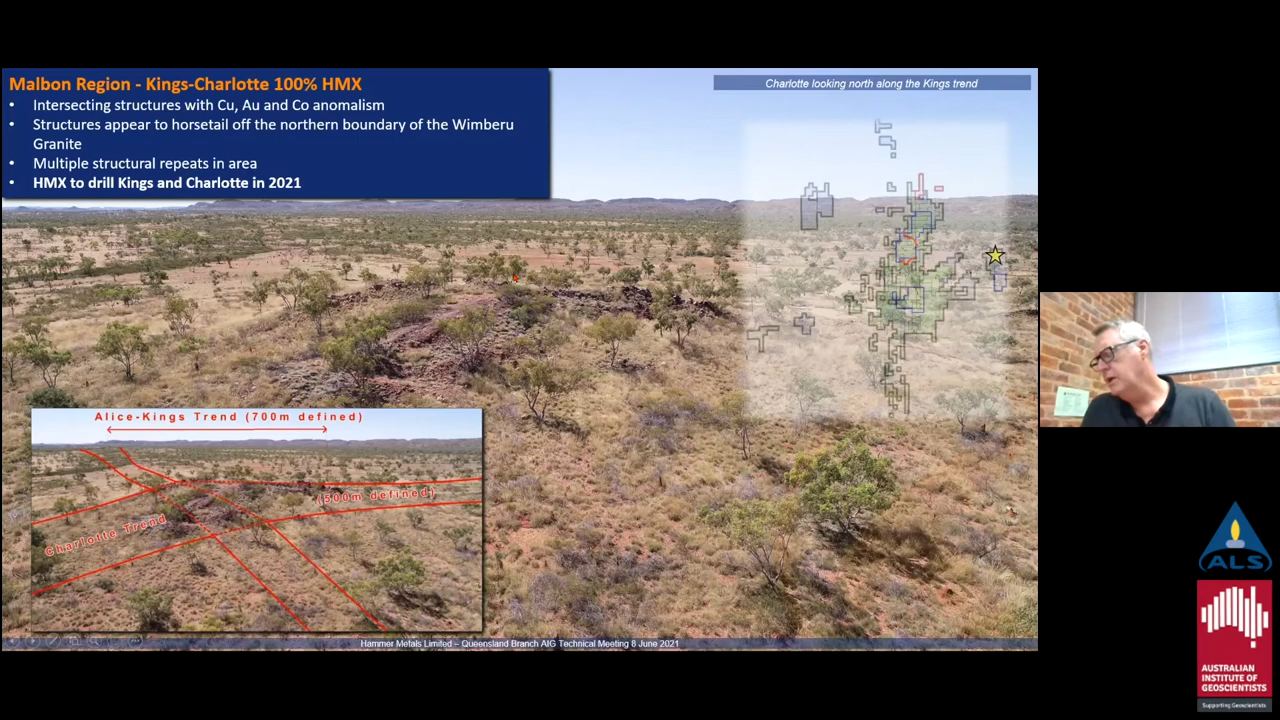 Malbon Region - Kings-Charlotte 100% HMX
• Intersecting structures with Cu, Au and Co anomalism
• Structures appear to horsetail off the northern boundary of the Wimberu
Granite
• Multiple structural repeats in area
• HMX to drill Kings and Charlotte in 2021
Charlotte looking north along the Kings trend
Alice-Kings Trend (700m defined)
(500m defined)
Charlotte Trend
Hammer Metals Limited – Queensland Branch AIG Technical Meeting 8 June 2021
ALS
AUSTRALIAN
INSTITUTE OF
GEOSCIENTISTS
Supporting Geoscientists